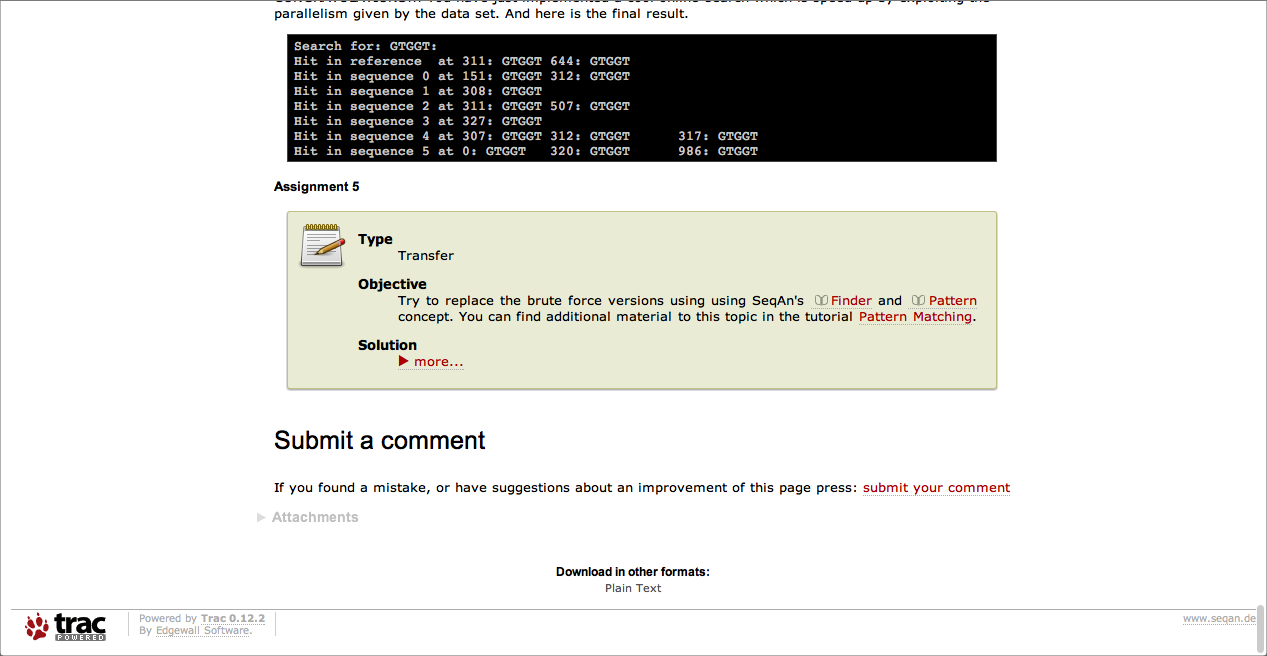 parallelism given by the data set. And here is the final result.
Search for: GTGGT:
Hit in reference  at 311: GTGGT 644: GTGGT
Hit in sequence 0 at 151: GTGGT 312: GTGGT
Hit in sequence 1 at 308: GTGGT
Hit in sequence 2 at 311: GTGGT 507: GTGGT
Hit in sequence 3 at 327: GTGGT
Hit in sequence 4 at 307: GTGGT 312: GTGGT      317: GTGGT
Hit in sequence 5 at 0: GTGGT   320: GTGGT      986: GTGGT
Assignment 5
Type
Transfer
Objective
Try to replace the brute force versions using using SeqAn's Finder and Pattern
concept. You can find additional material to this topic in the tutorial Pattern Matching.
Solution
more...
Submit a comment
If you found a mistake, or have suggestions about an improvement of this page press: submit your comment
Attachments
Download in other formats:
Plain Text
trac
POWERED
Powered by Trac 0.12.2
By Edgewall Software.
www.seqan.de